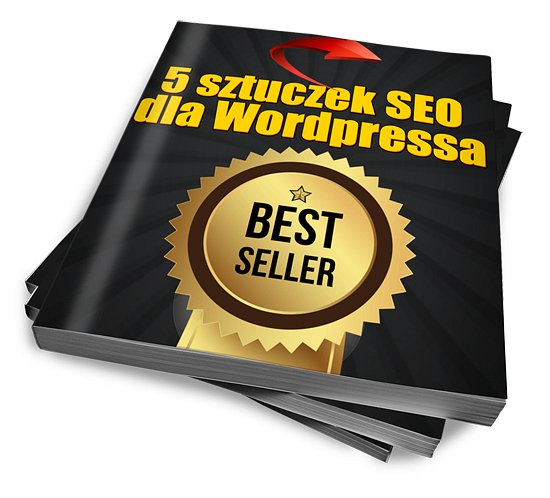 5 sztuczek SEO
dla Wordpressa
BEST
SELLER